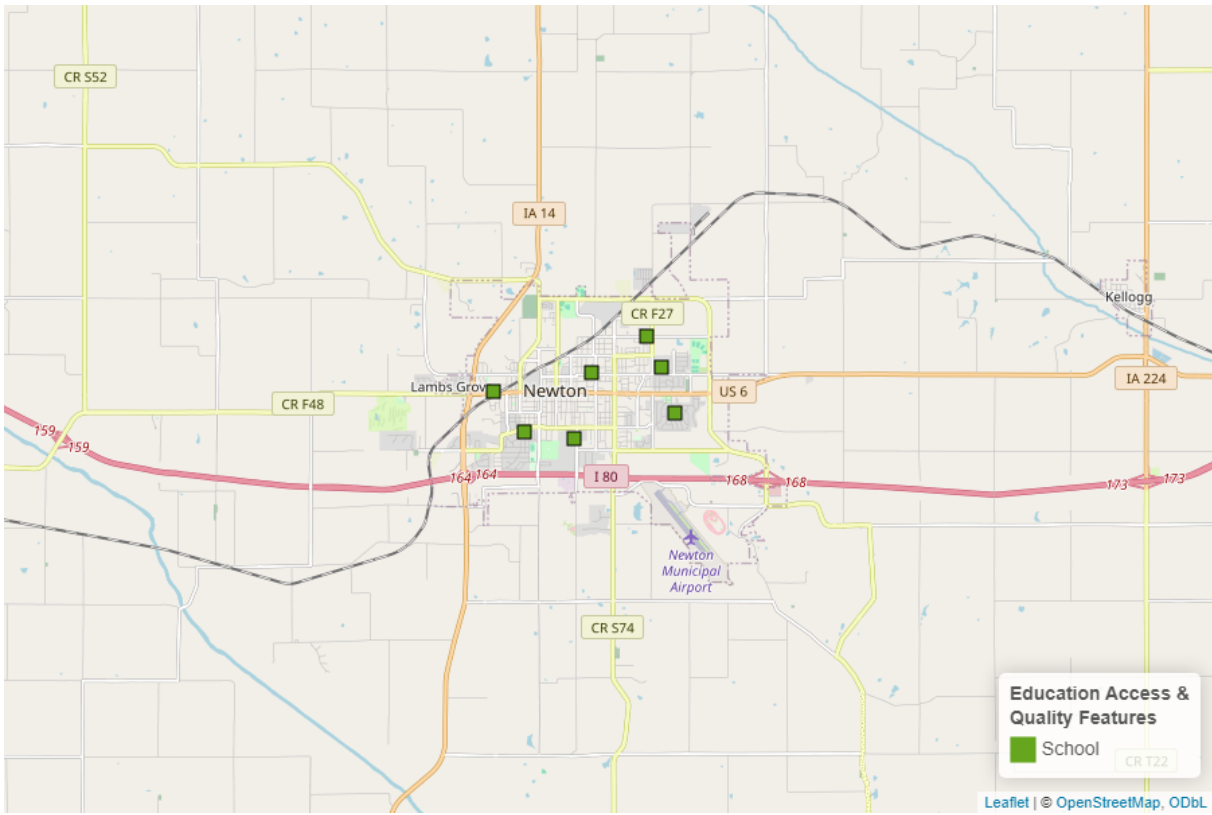 CR S52
IA 14
Kellogg
CR F27
Lambs Grov
Newton
US 6
IA 224
CR F48
159
159
164
164
I 80
168
168
173
173
Newton
Municipal
Airport
CR S74
Education Access &
Quality Features
School
CR T22
Leaflet | © OpenStreetMap, ODbL